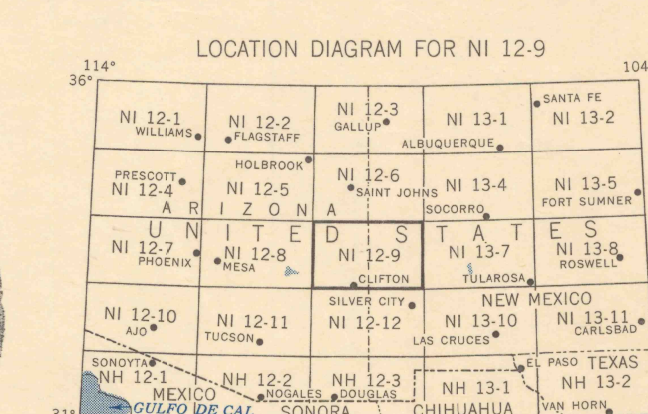 LOCATION DIAGRAM FOR NI 12-9
114° 104
36°
NI 12-1 WILLIAMS
NI 12-2 FLAGSTAFF
NI 12-3 GALLUP
NI 13-1 ALBUQUERQUE
SANTA FE NI 13-2
PRESCOTT NI 12-4
HOLBROOK NI 12-5
NI 12-6 SAINT JOHNS
NI 13-4 SOCORRO
NI 13-5 FORT SUMNER
ARIZONA
UNITED STATES
NI 12-7 PHOENIX
NI 12-8 MESA
NI 12-9 CLIFTON
NI 13-7 TULAROSA
NI 13-8 ROSWELL
NEW MEXICO
NI 12-10 AJO
NI 12-11 TUCSON
SILVER CITY NI 12-12
NI 13-10 LAS CRUCES
NI 13-11 CARLSBAD
SONOYTA NH 12-1
NH 12-2 NOGALES
NH 12-3 DOUGLAS
NH 13-1
EL PASO TEXAS
NH 13-2 VAN HORN
MEXICO
31° GULFO DE CAL SONORA CHIHUAHUA